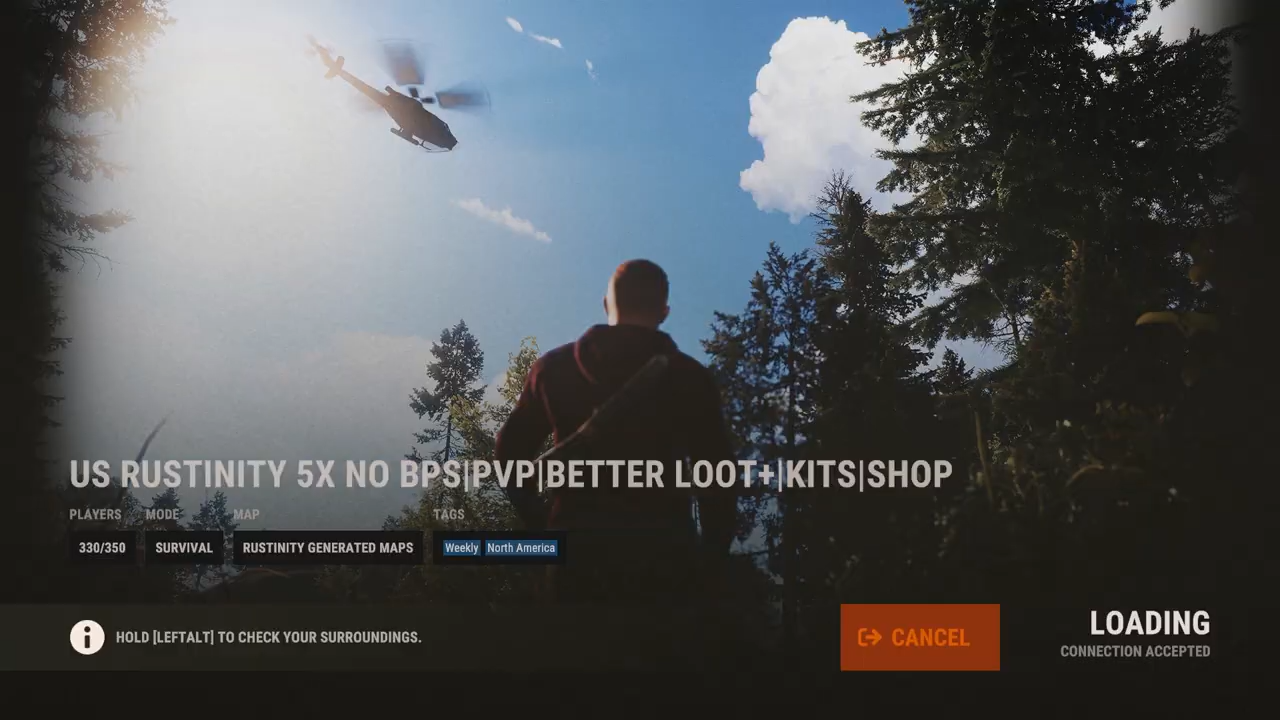 US RUSTINITY 5X NO BPS|PVP|BETTER LOOT+|KITS|SHOP
PLAYERS MODE MAP TAGS
330/350 SURVIVAL RUSTINITY GENERATED MAPS Weekly North America
HOLD [LEFTALT] TO CHECK YOUR SURROUNDINGS.
CANCEL
LOADING
CONNECTION ACCEPTED